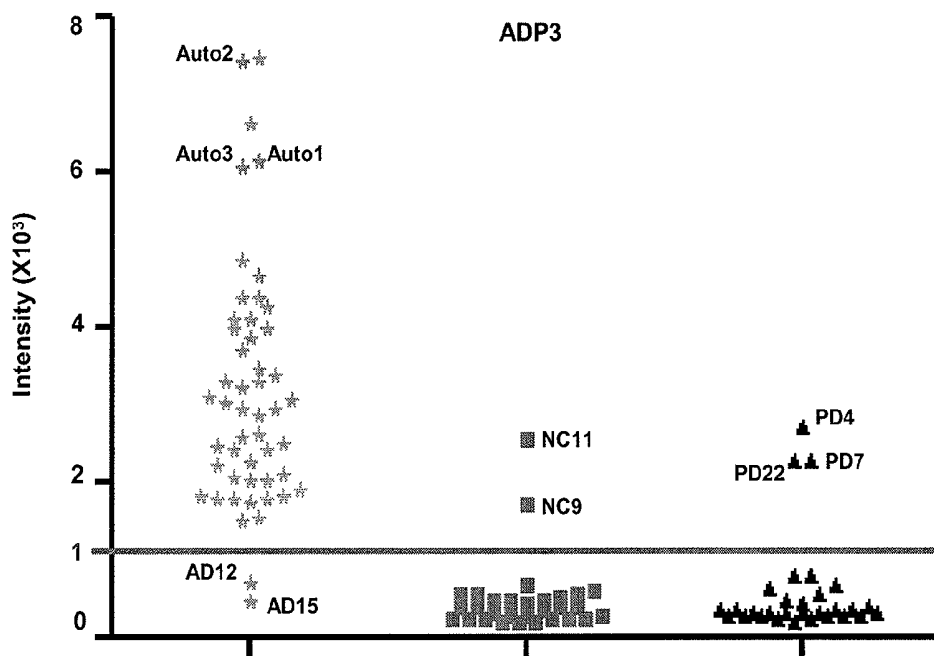 ADP3
Intensity (X10³)
8
6
4
2
1
0
Auto2
Auto3
Auto1
AD12
AD15
NC11
NC9
PD4
PD22
PD7